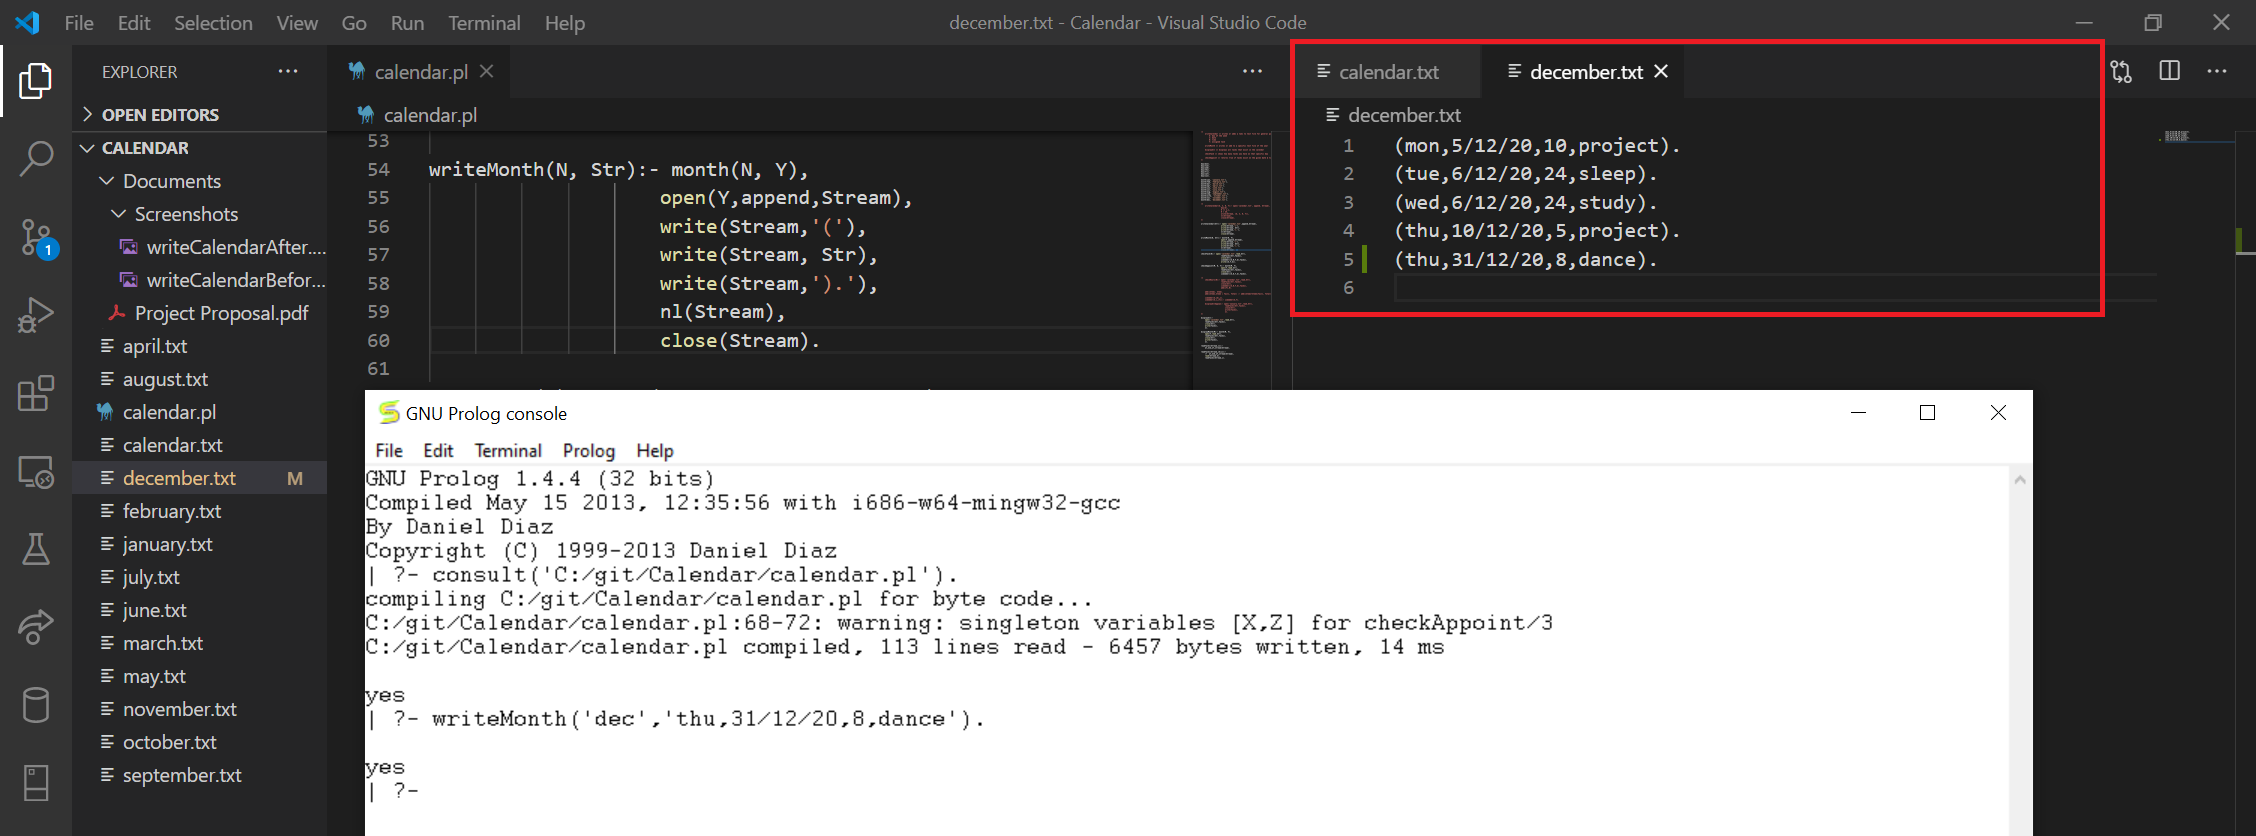 File Edit Selection View Go Run Terminal Help
december.txt - Calendar - Visual Studio Code
EXPLORER
OPEN EDITORS
CALENDAR
Documents
Screenshots
writeCalendarAfter....
writeCalendarBefor...
Project Proposal.pdf
april.txt
august.txt
calendar.pl
calendar.txt
december.txt M
february.txt
january.txt
july.txt
june.txt
march.txt
may.txt
november.txt
october.txt
september.txt
1
calendar.pl
calendar.pl
53
54 writeMonth(N, Str):- month(N, Y),
55 open(Y,append,Stream),
56 write(Stream,'('),
57 write(Stream, Str),
58 write(Stream,').'),
59 nl(Stream),
60 close(Stream).
61
calendar.txt december.txt
december.txt
1 (mon,5/12/20,10,project).
2 (tue,6/12/20,24,sleep).
3 (wed,6/12/20,24,study).
4 (thu,10/12/20,5,project).
5 (thu,31/12/20,8,dance).
6
GNU Prolog console
File Edit Terminal Prolog Help
GNU Prolog 1.4.4 (32 bits)
Compiled May 15 2013, 12:35:56 with i686-w64-mingw32-gcc
By Daniel Diaz
Copyright (C) 1999-2013 Daniel Diaz
| ?- consult('C:/git/Calendar/calendar.pl').
compiling C:/git/Calendar/calendar.pl for byte code...
C:/git/Calendar/calendar.pl:68-72: warning: singleton variables [X,Z] for checkAppoint/3
C:/git/Calendar/calendar.pl compiled, 113 lines read - 6457 bytes written, 14 ms
yes
| ?- writeMonth('dec','thu,31/12/20,8,dance').
yes
| ?-